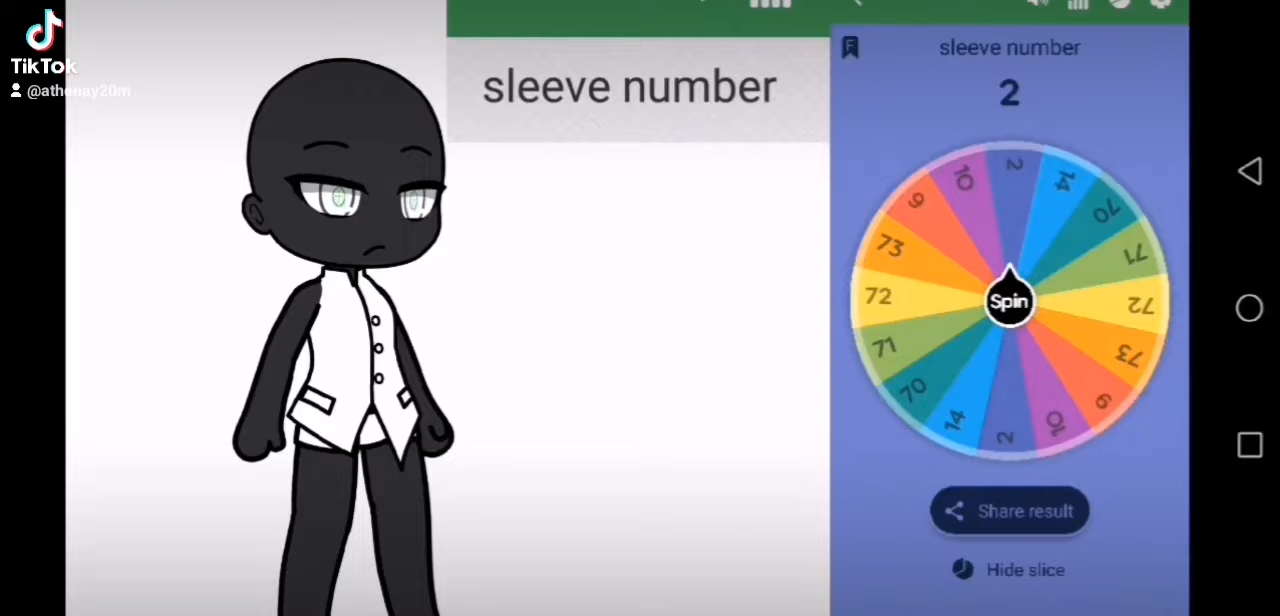 TikTok
@athenay20m
sleeve number
sleeve number
2
2
14
70
71
72
73
9
10
2
14
70
71
72
73
9
10
Spin
Share result
Hide slice